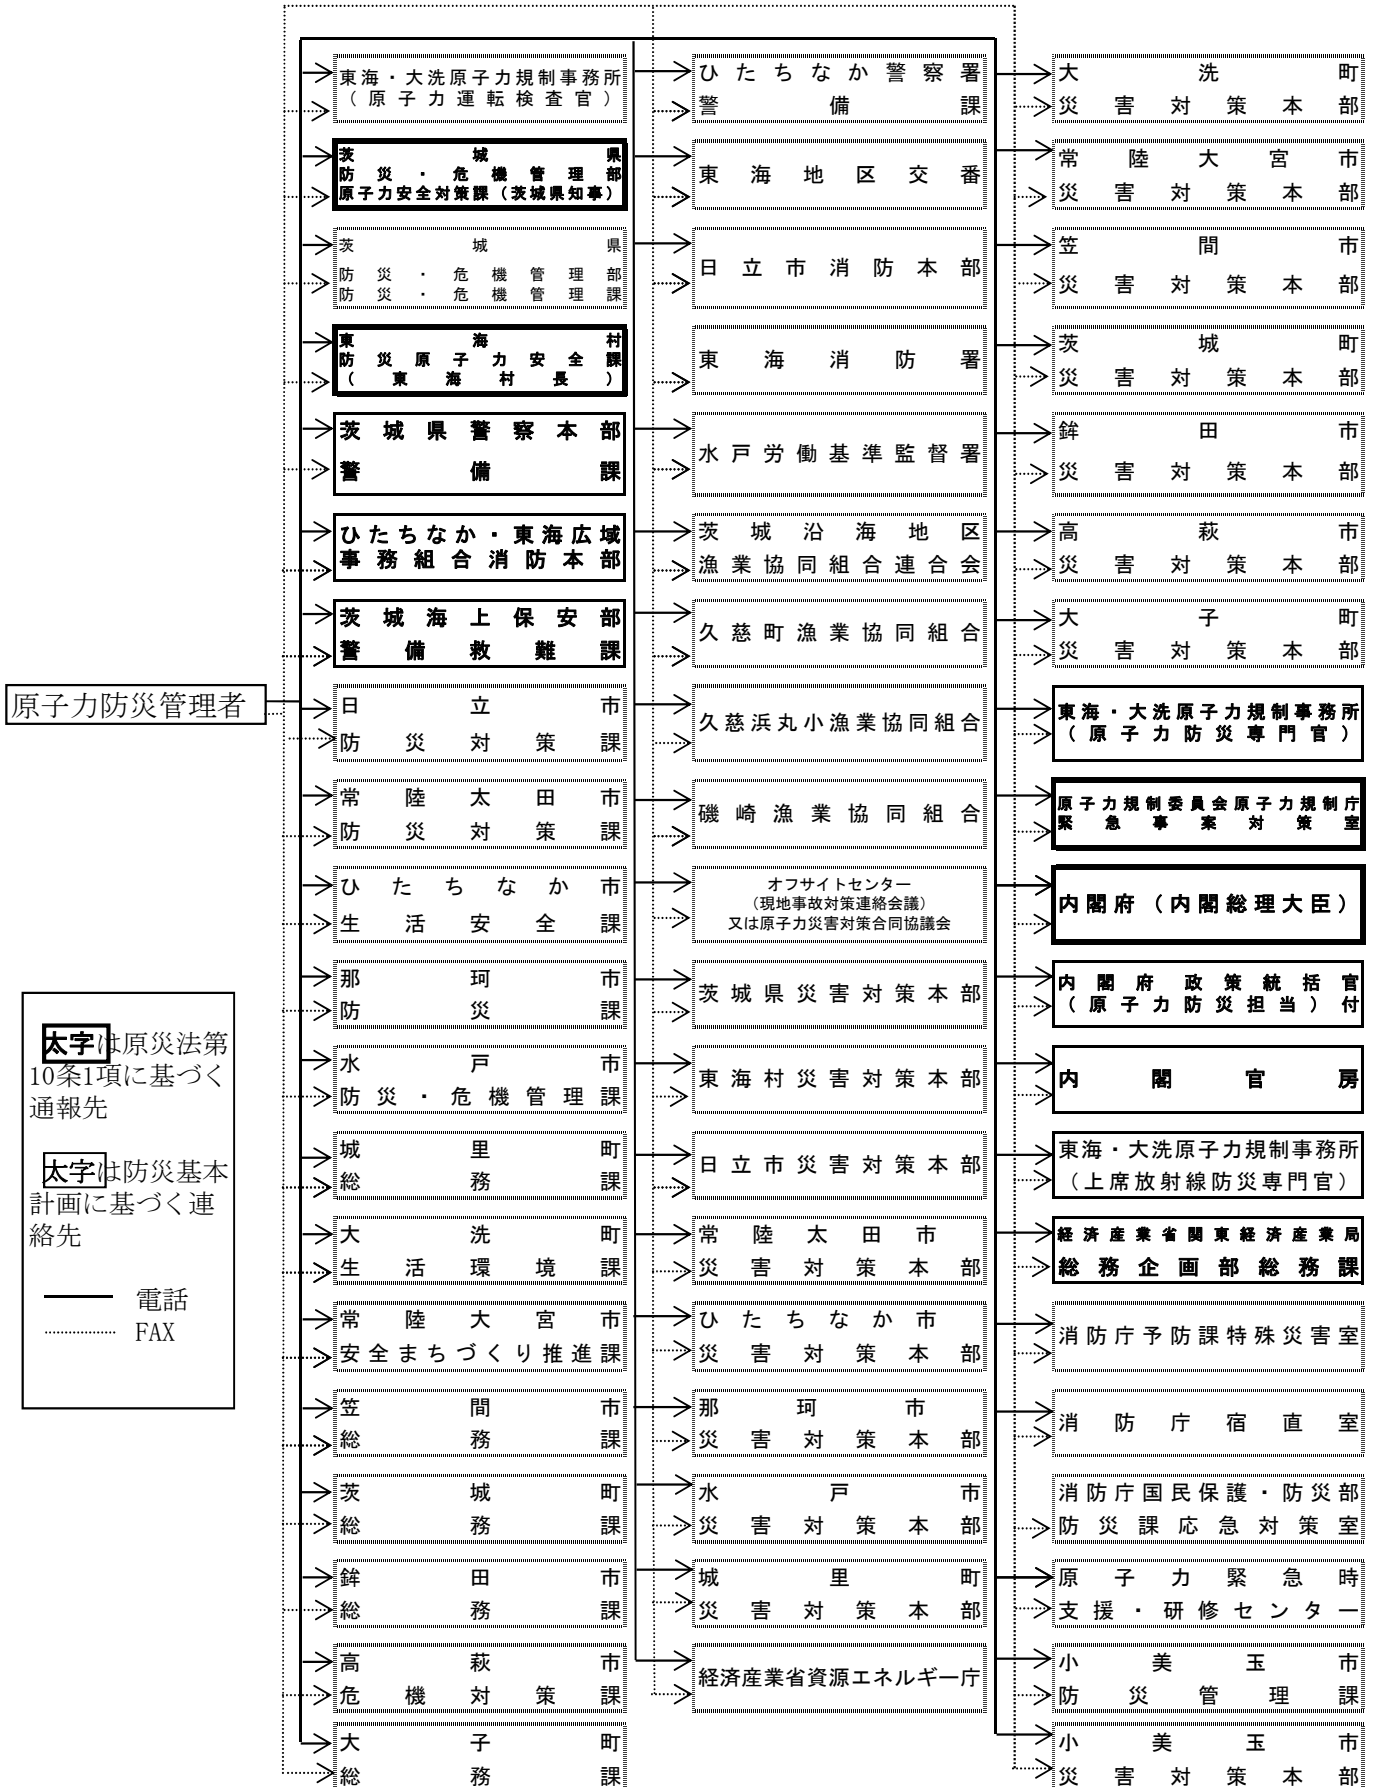 原子力防災管理者
太字は原災法第
10条1項に基づく
通報先
太字は防災基本
計画に基づく連
絡先
電話
FAX
東海・大洗原子力規制事務所
(原子力運転検査官)
茨城県
防災・危機管理部
原子力安全対策課(茨城県知事)
茨城県
防災・危機管理部
防災・危機管理課
東海村
防災原子力安全課
(東海村長)
茨城県警察本部
警備課
ひたちなか・東海広域
事務組合消防本部
茨城海上保安部
警備救難課
日立市
防災対策課
常陸太田市
防災対策課
ひたちなか市
生活安全課
那珂市
防災課
水戸市
防災・危機管理課
城里町
総務課
大洗町
生活環境課
常陸大宮市
安全まちづくり推進課
笠間市
総務課
茨城町
総務課
鉾田市
総務課
高萩市
危機対策課
大子町
総務課
ひたちなか警察署
警備課
東海地区交番
日立市消防本部
東海消防署
水戸労働基準監督署
茨城沿海地区
漁業協同組合連合会
久慈町漁業協同組合
久慈浜丸小漁業協同組合
磯崎漁業協同組合
オフサイトセンター
(現地事故対策連絡会議)
又は原子力災害対策合同協議会
茨城県災害対策本部
東海村災害対策本部
日立市災害対策本部
常陸太田市
災害対策本部
ひたちなか市
災害対策本部
那珂市
災害対策本部
水戸市
災害対策本部
城里町
災害対策本部
経済産業省資源エネルギー庁
大洗町
災害対策本部
常陸大宮市
災害対策本部
笠間市
災害対策本部
茨城町
災害対策本部
鉾田市
災害対策本部
高萩市
災害対策本部
大子町
災害対策本部
東海・大洗原子力規制事務所
(原子力防災専門官)
原子力規制委員会原子力規制庁
緊急事案対策室
内閣府(内閣総理大臣)
内閣府政策統括官
(原子力防災担当)付
内閣官房
東海・大洗原子力規制事務所
(上席放射線防災専門官)
経済産業省関東経済産業局
総務企画部総務課
消防庁予防課特殊災害室
消防庁宿直室
消防庁国民保護・防災部
防災課応急対策室
原子力緊急時
支援・研修センター
小美玉市
防災管理課
小美玉市
災害対策本部